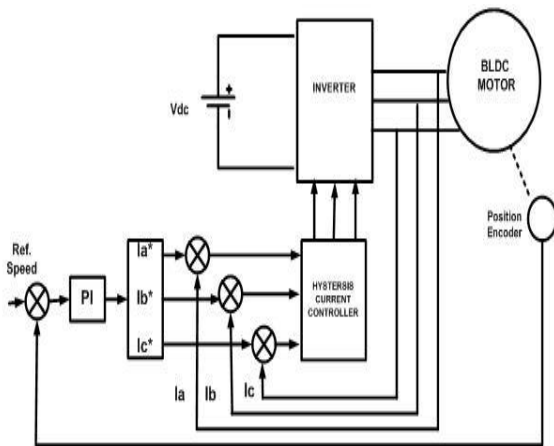 BLDC
MOTOR
INVERTER
Vdc
+
Position
Encoder
Ref.
Speed
PI
Ia*
Ib*
Ic*
HYSTERSIS
CURRENT
CONTROLLER
Ia
Ib
Ic